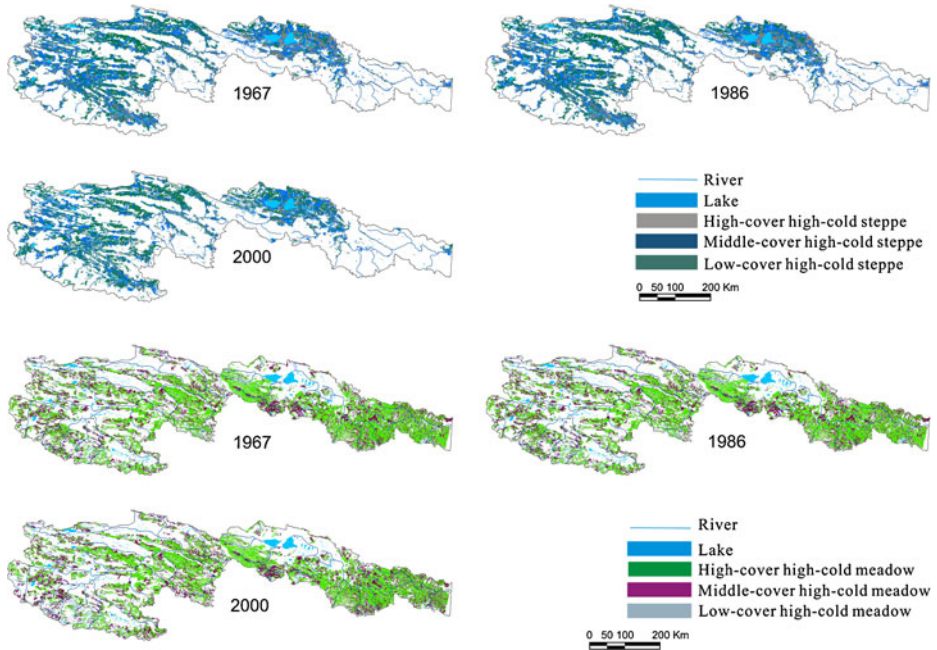 1967
1986
2000
River
Lake
High-cover high-cold steppe
Middle-cover high-cold steppe
Low-cover high-cold steppe
0 50 100 200 Km
1967
1986
2000
River
Lake
High-cover high-cold meadow
Middle-cover high-cold meadow
Low-cover high-cold meadow
0 50 100 200 Km